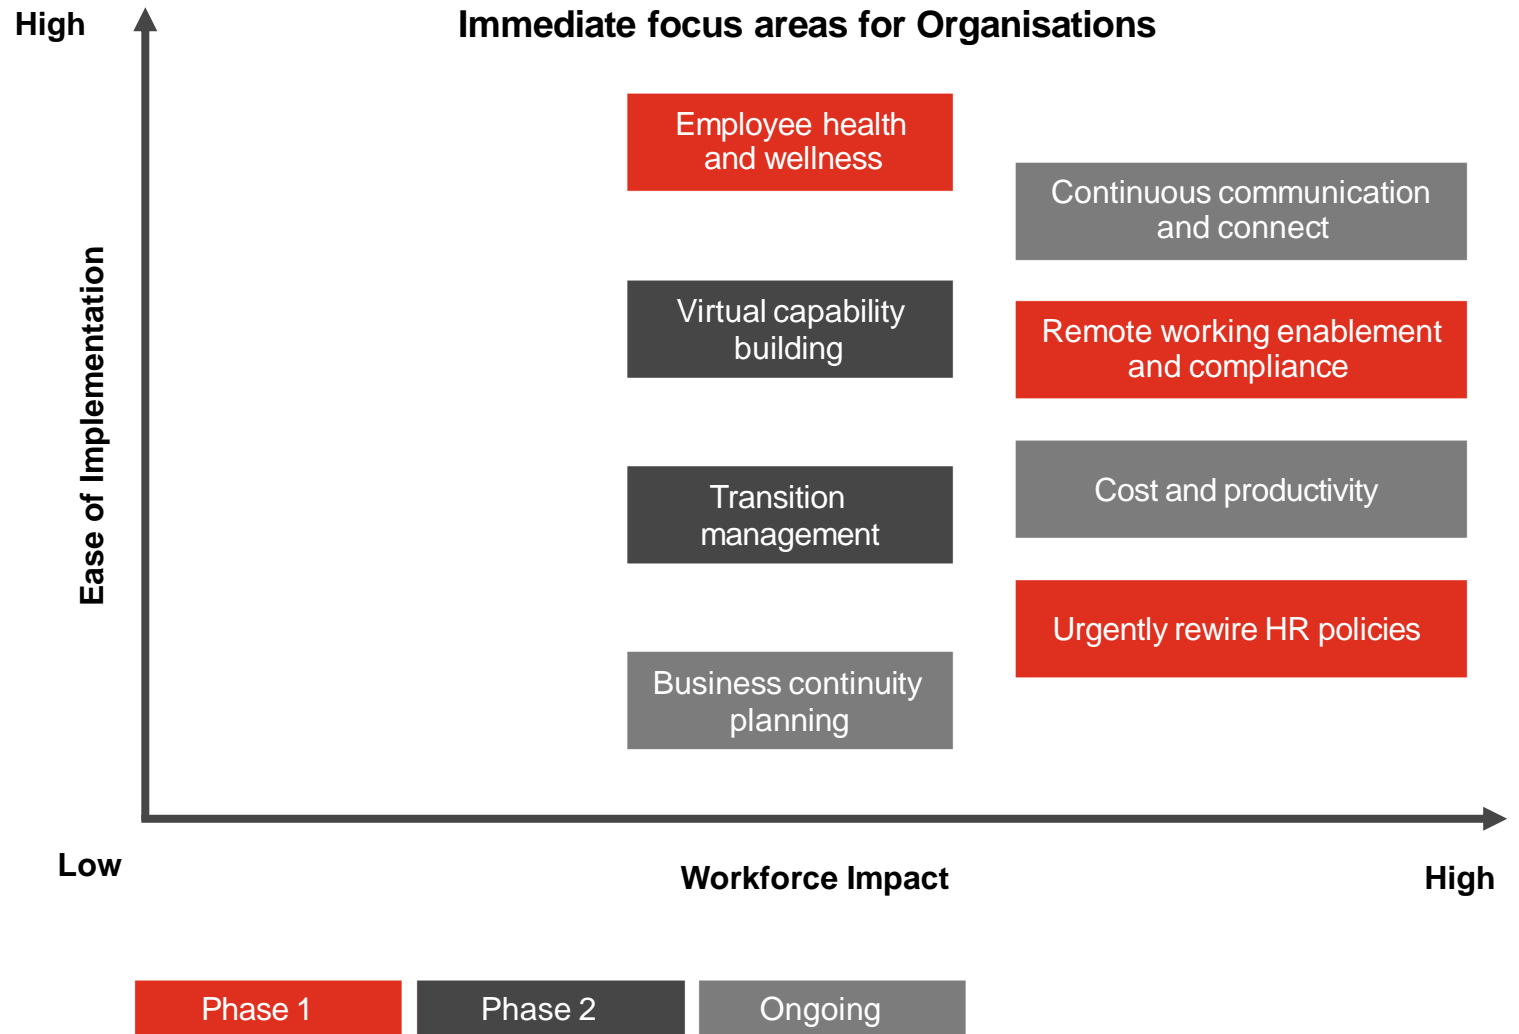 High
Immediate focus areas for Organisations
Employee health
and wellness
Continuous communication
and connect
Virtual capability
building
Remote working enablement
and compliance
Ease of Implementation
Transition
management
Cost and productivity
Urgently rewire HR policies
Business continuity
planning
Low
Workforce Impact
High
Phase 1
Phase 2
Ongoing